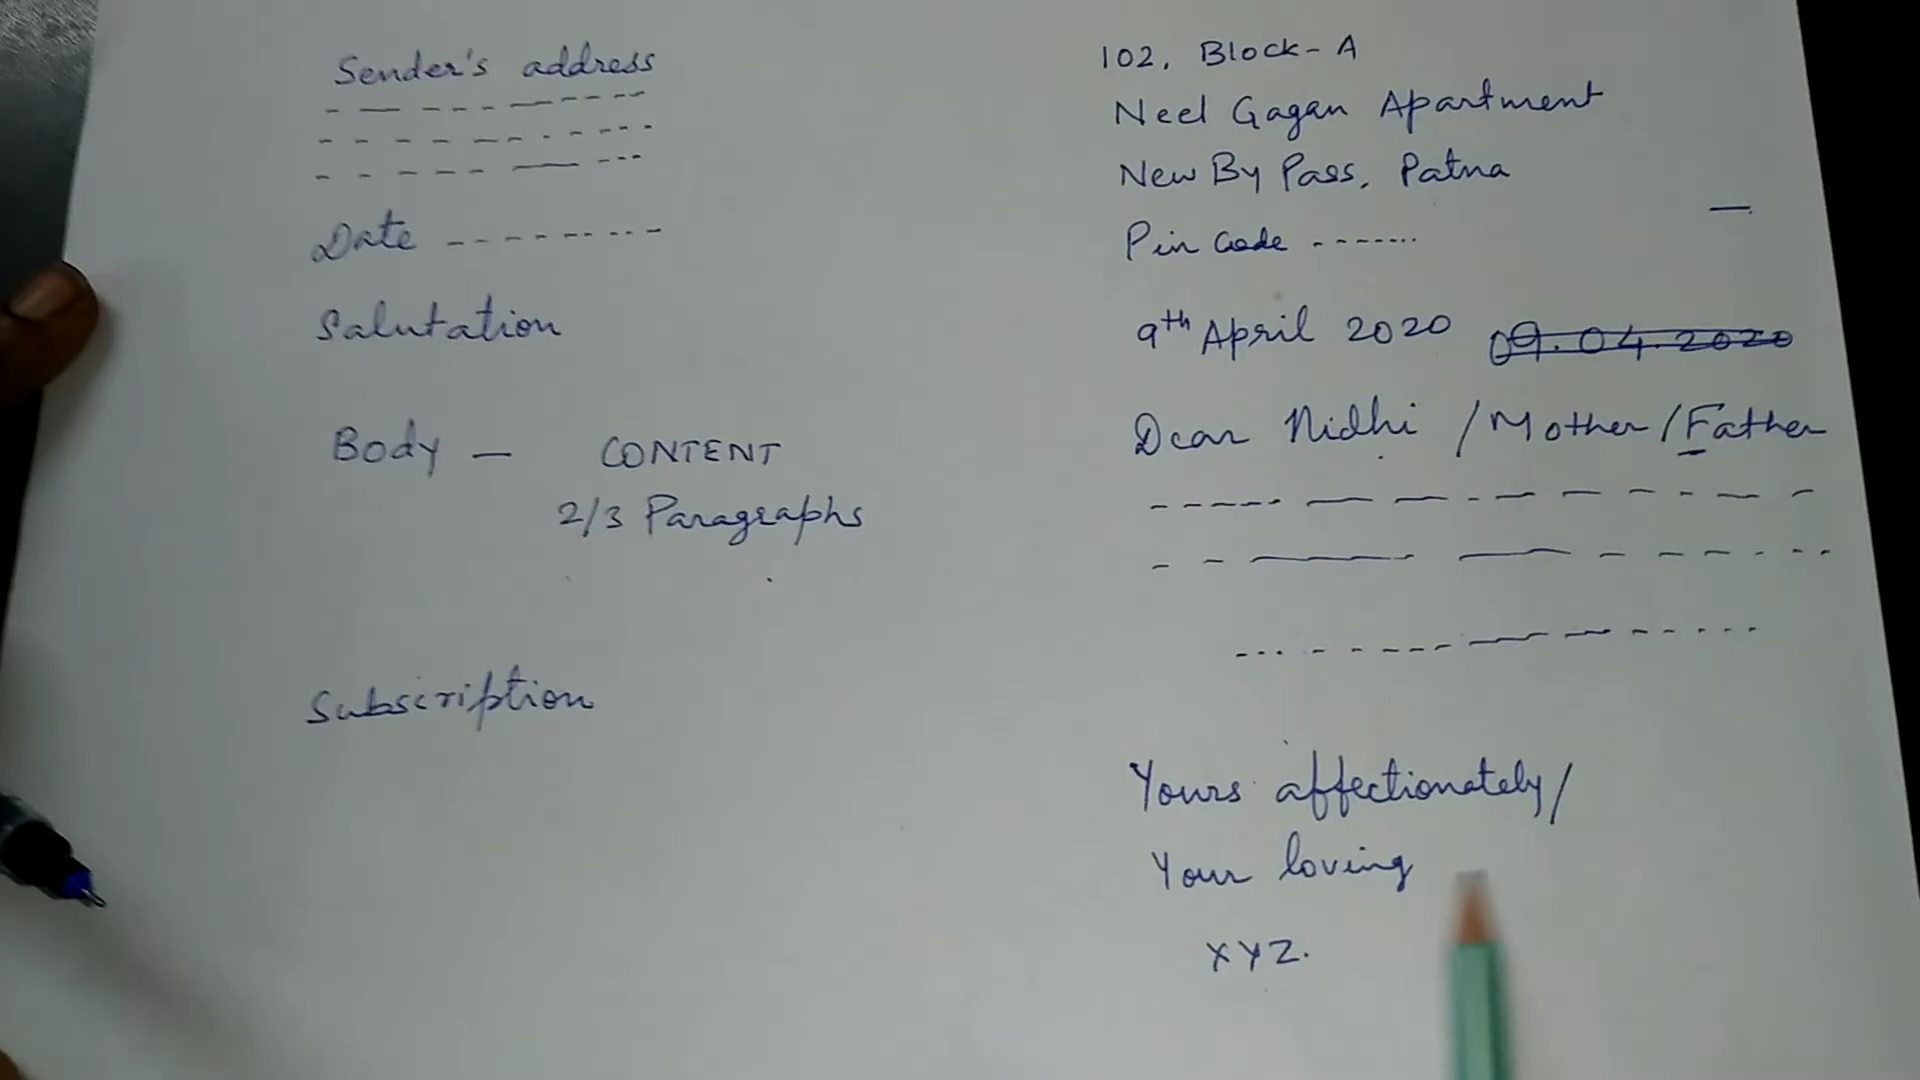 Sender's address
Date
Salutation
Body - CONTENT
2/3 Paragraphs
Subscription
102, Block-A
Neel Gagan Apartment
New By Pass, Patna
Pin Code
9th April 2020 09.04.2020
Dear Nidhi / Mother / Father
Yours affectionately/
Your loving
XYZ.